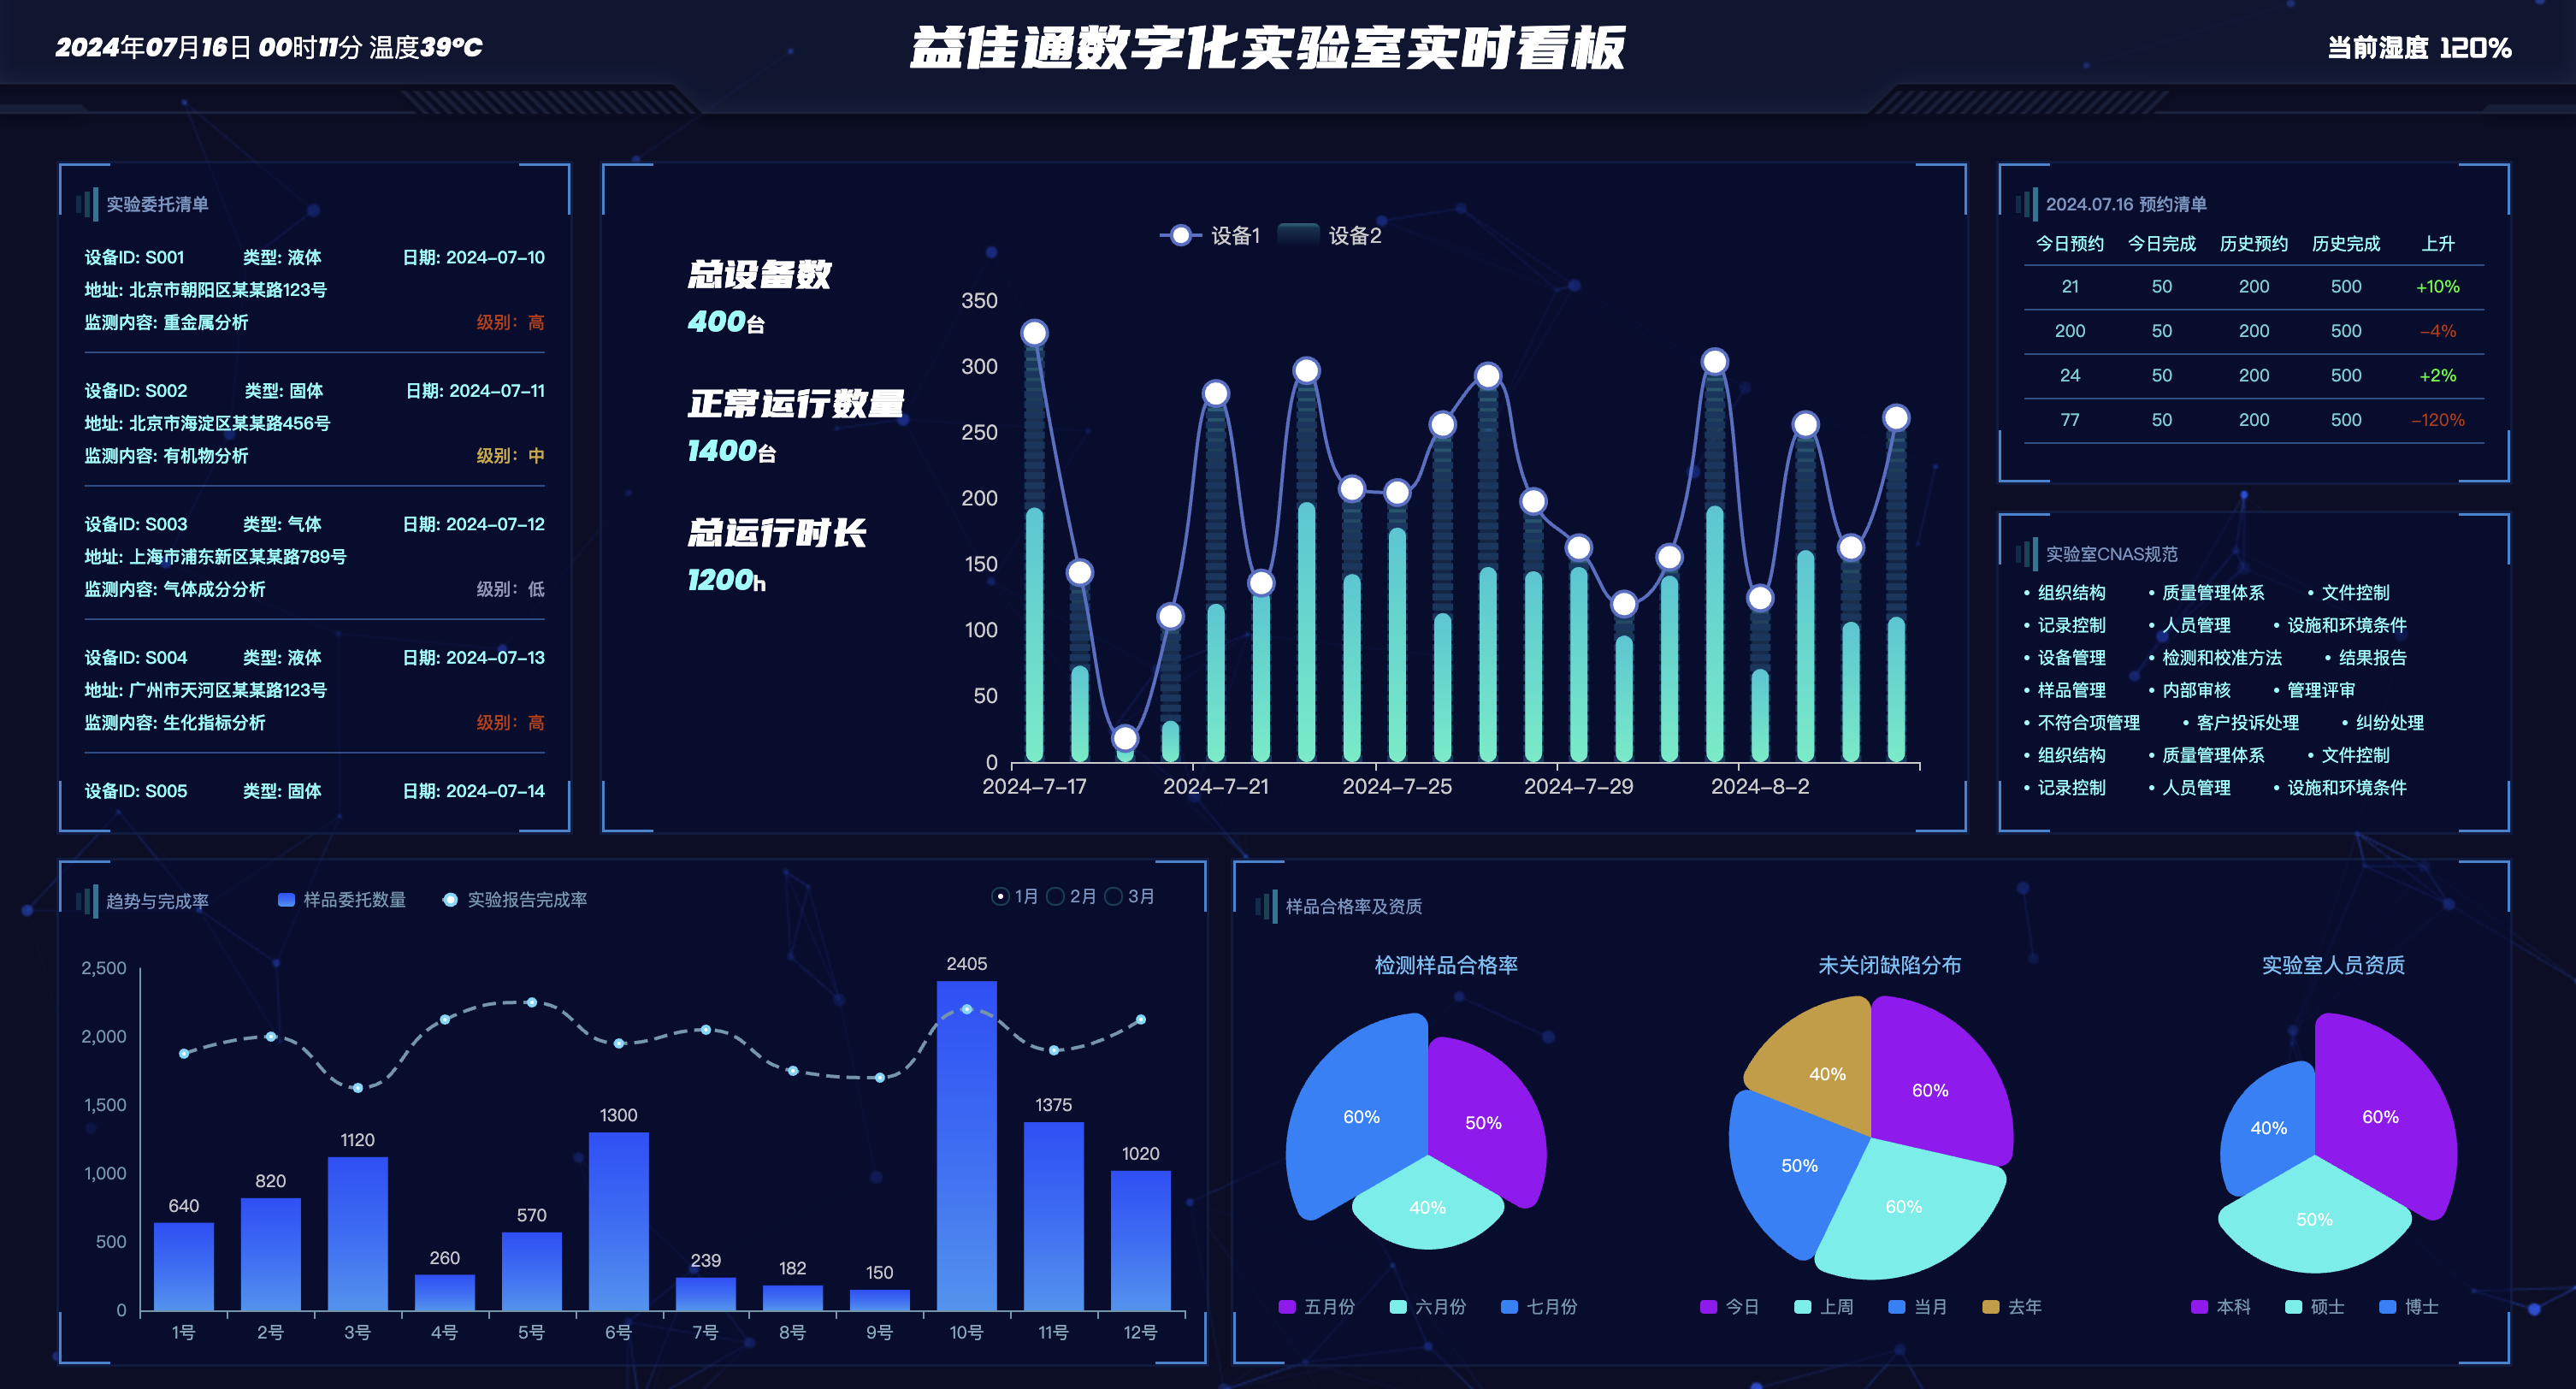 2024年07月16日 00时11分 温度39°C
益佳通数字化实验室实时看板
当前湿度 120%
实验委托清单
设备ID: S001 类型: 液体 日期: 2024-07-10
地址: 北京市朝阳区某某路123号
监测内容: 重金属分析 级别：高
设备ID: S002 类型: 固体 日期: 2024-07-11
地址: 北京市海淀区某某路456号
监测内容: 有机物分析 级别：中
设备ID: S003 类型: 气体 日期: 2024-07-12
地址: 上海市浦东新区某某路789号
监测内容: 气体成分分析 级别：低
设备ID: S004 类型: 液体 日期: 2024-07-13
地址: 广州市天河区某某路123号
监测内容: 生化指标分析 级别：高
设备ID: S005 类型: 固体 日期: 2024-07-14
总设备数
400台
正常运行数量
1400台
总运行时长
1200h
设备1 设备2
350
300
250
200
150
100
50
0
2024-7-17 2024-7-21 2024-7-25 2024-7-29 2024-8-2
2024.07.16 预约清单
今日预约 今日完成 历史预约 历史完成 上升
21 50 200 500 +10%
200 50 200 500 -4%
24 50 200 500 +2%
77 50 200 500 -120%
实验室CNAS规范
• 组织结构 • 质量管理体系 • 文件控制
• 记录控制 • 人员管理 • 设施和环境条件
• 设备管理 • 检测和校准方法 • 结果报告
• 样品管理 • 内部审核 • 管理评审
• 不符合项管理 • 客户投诉处理 • 纠纷处理
• 组织结构 • 质量管理体系 • 文件控制
• 记录控制 • 人员管理 • 设施和环境条件
趋势与完成率 样品委托数量 实验报告完成率 1月 2月 3月
2,500
2,000
1,500
1,000
500
0
640 820 1120 260 570 1300 239 182 150 2405 1375 1020
1号 2号 3号 4号 5号 6号 7号 8号 9号 10号 11号 12号
样品合格率及资质
检测样品合格率
60% 50%
40%
五月份 六月份 七月份
未关闭缺陷分布
40% 60%
50% 60%
今日 上周 当月 去年
实验室人员资质
40% 60%
50%
本科 硕士 博士